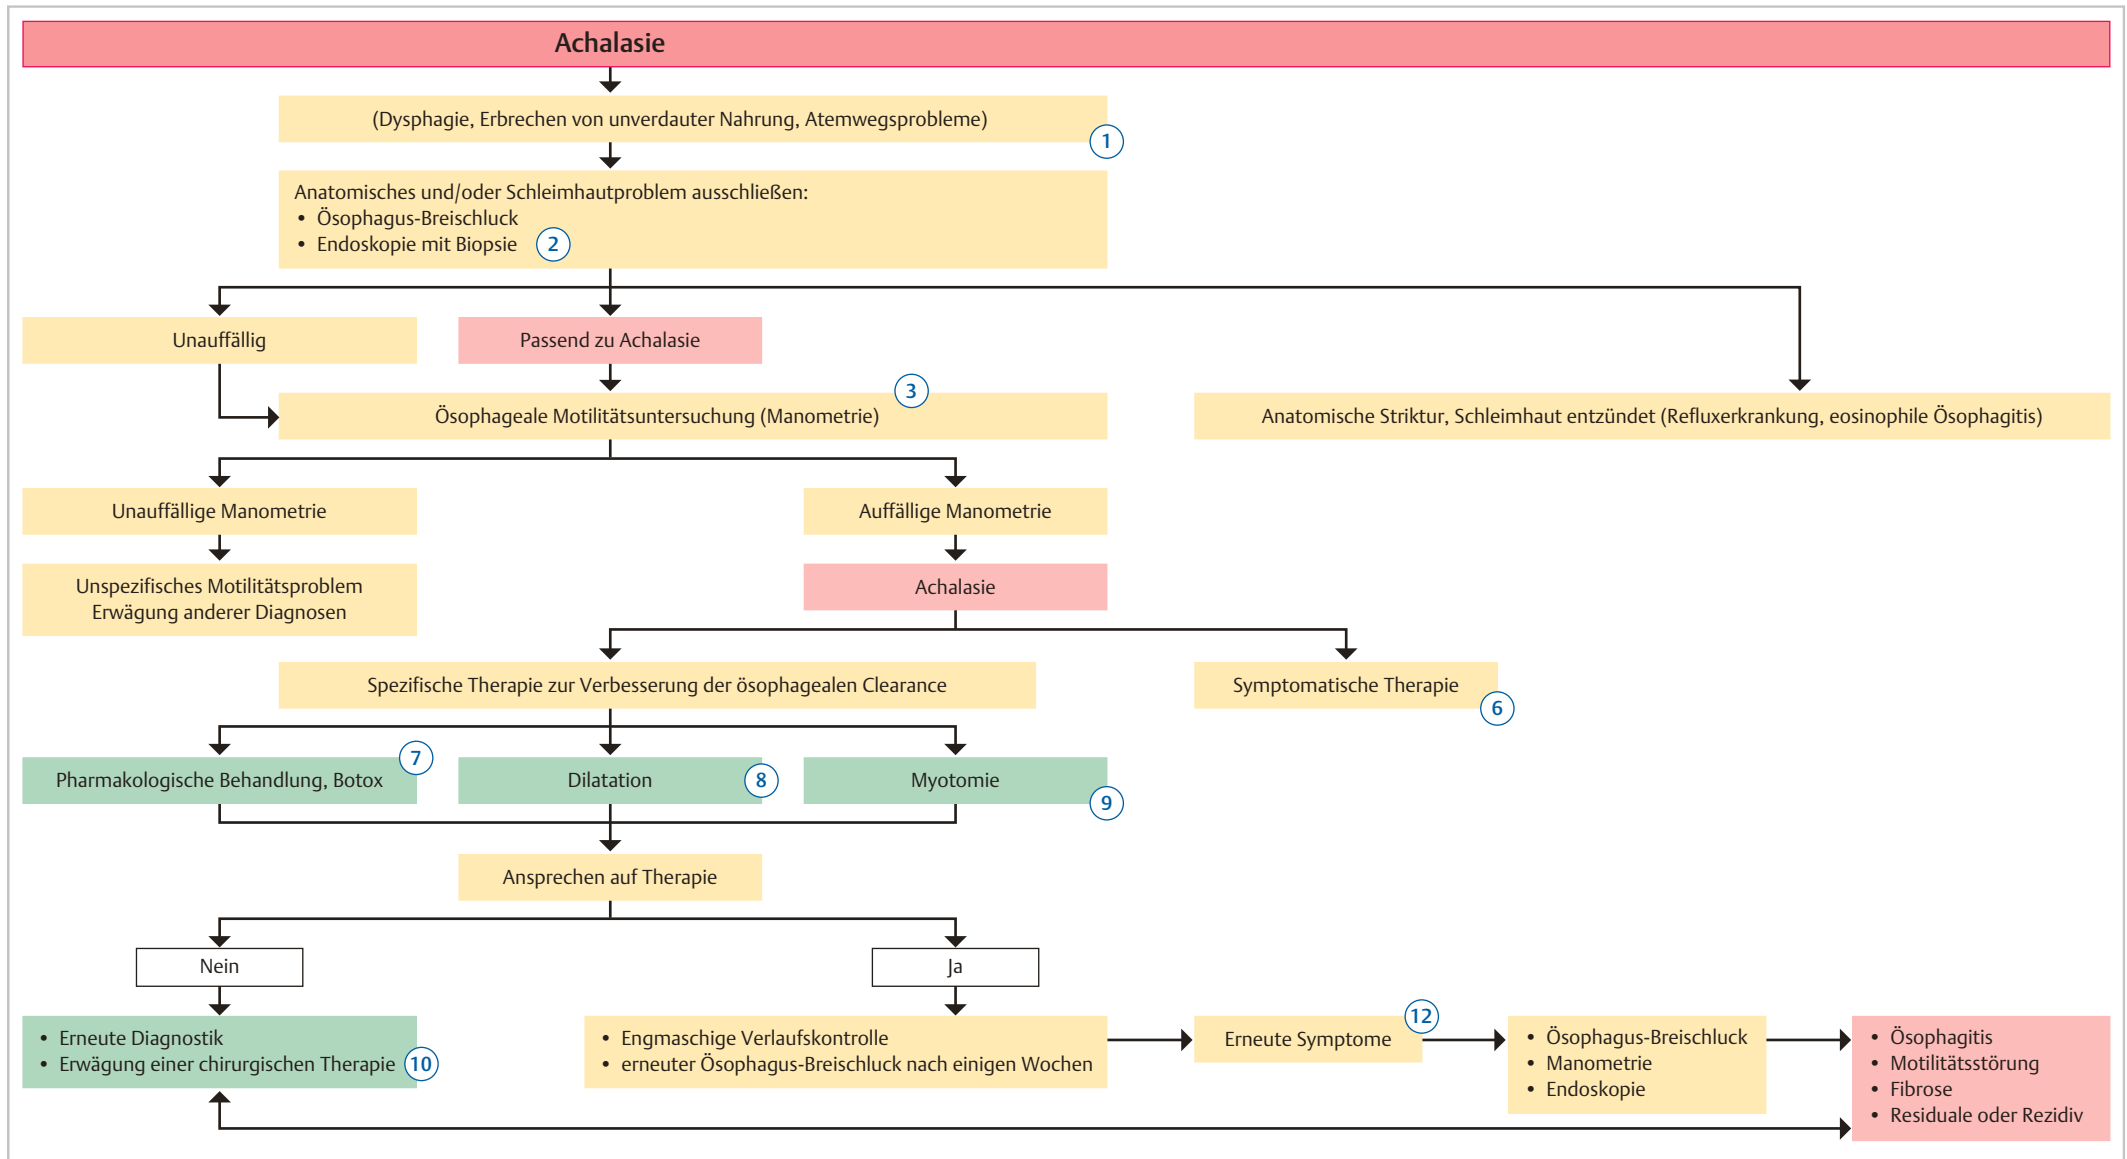 Achalasie
(Dysphagie, Erbrechen von unverdauter Nahrung, Atemwegsprobleme)
1
Anatomisches und/oder Schleimhautproblem ausschließen:
• Ösophagus-Breischluck
• Endoskopie mit Biopsie 2
Unauffällig
Passend zu Achalasie
3
Ösophageale Motilitätsuntersuchung (Manometrie)
Anatomische Striktur, Schleimhaut entzündet (Refluxerkrankung, eosinophile Ösophagitis)
Unauffällige Manometrie
Auffällige Manometrie
Unspezifisches Motilitätsproblem
Erwägung anderer Diagnosen
Achalasie
Spezifische Therapie zur Verbesserung der ösophagealen Clearance
Symptomatische Therapie
6
7
Pharmakologische Behandlung, Botox
Dilatation
8
Myotomie
9
Ansprechen auf Therapie
Nein
Ja
• Erneute Diagnostik
• Erwägung einer chirurgischen Therapie 10
• Engmaschige Verlaufskontrolle
• erneuter Ösophagus-Breischluck nach einigen Wochen
12
Erneute Symptome
• Ösophagus-Breischluck
• Manometrie
• Endoskopie
• Ösophagitis
• Motilitätsstörung
• Fibrose
• Residuale oder Rezidiv